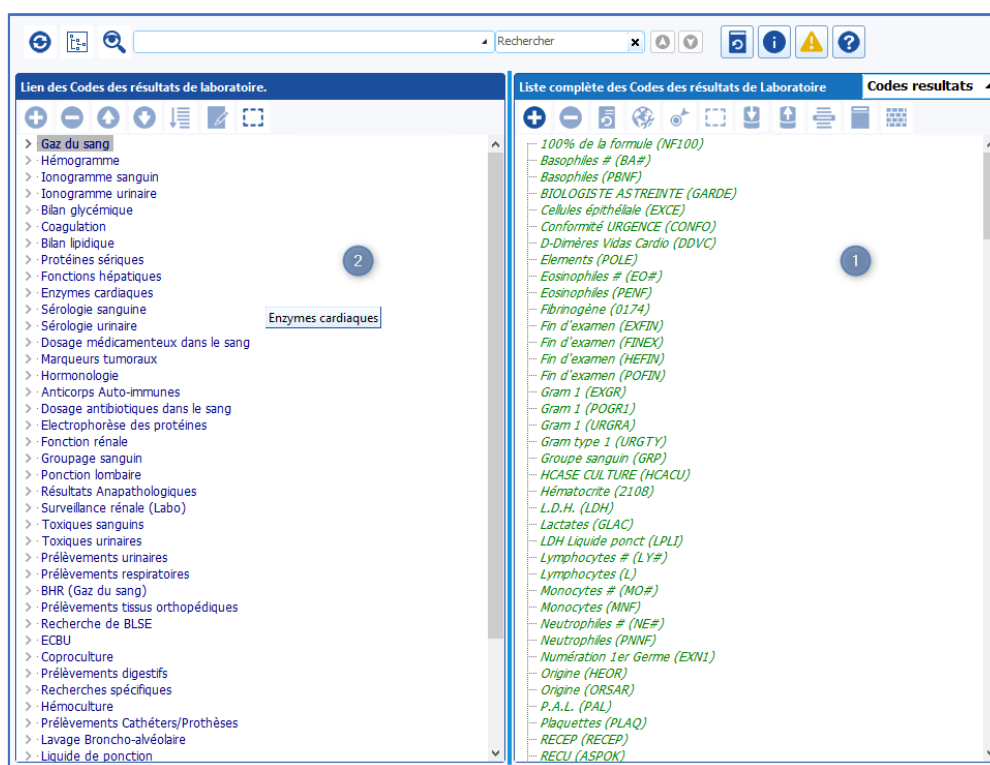 Rechercher
Lien des Codes des résultats de laboratoire.
Gaz du sang
Hémogramme
Ionogramme sanguin
Ionogramme urinaire
Bilan glycémique
Coagulation
Bilan lipidique
Protéines sériques
Fonctions hépatiques
Enzymes cardiaques
Sérologie sanguine
Sérologie urinaire
Dosage médicamenteux dans le sang
Marqueurs tumoraux
Hormonologie
Anticorps Auto-immunes
Dosage antibiotiques dans le sang
Electrophorèse des protéines
Fonction rénale
Groupage sanguin
Ponction lombaire
Résultats Anapathologiques
Surveillance rénale (Labo)
Toxiques sanguins
Toxiques urinaires
Prélèvements urinaires
Prélèvements respiratoires
BHR (Gaz du sang)
Prélèvements tissus orthopédiques
Recherche de BLSE
ECBU
Coproculture
Prélèvements digestifs
Recherches spécifiques
Hémoculture
Prélèvements Cathéters/Prothèses
Lavage Broncho-alvéolaire
Liquide de ponction
2
Enzymes cardiaques
Liste complète des Codes des résultats de Laboratoire
Codes resultats
100% de la formule (NF100)
Basophiles # (BA#)
Basophiles (PBNF)
BIOLOGISTE ASTREINTE (GARDE)
Cellules épithéliale (EXCE)
Conformité URGENCE (CONFO)
D-Dimères Vidas Cardio (DDVC)
Elements (POLE)
Eosinophiles # (EO#)
Eosinophiles (PENF)
Fibrinogène (0174)
Fin d'examen (EXFIN)
Fin d'examen (FINEX)
Fin d'examen (HEFIN)
Fin d'examen (POFIN)
Gram 1 (EXGR)
Gram 1 (POGR1)
Gram 1 (URGRA)
Gram type 1 (URGTY)
Groupe sanguin (GRP)
HCASE CULTURE (HCACU)
Hématocrite (2108)
L.D.H. (LDH)
Lactates (GLAC)
LDH Liquide ponct (LPLI)
Lymphocytes # (LY#)
Lymphocytes (L)
Monocytes # (MO#)
Monocytes (MNF)
Neutrophiles # (NE#)
Neutrophiles (PNNF)
Numération 1er Germe (EXN1)
Origine (HEOR)
Origine (ORSAR)
P.A.L. (PAL)
Plaquettes (PLAQ)
RECEP (RECEP)
RECU (ASPOK)
1